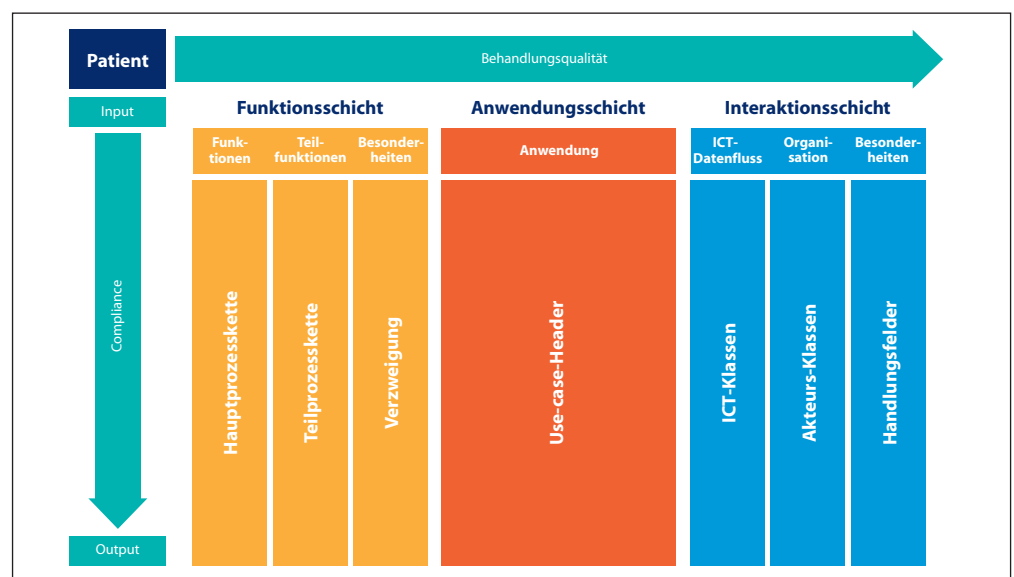 Patient
Behandlungsqualität
Input
Funktionsschicht
Anwendungsschicht
Interaktionsschicht
Funk-
tionen
Teil-
funktionen
Besonder-
heiten
Anwendung
ICT-
Datenfluss
Organi-
sation
Besonder-
heiten
Compliance
Hauptprozesskette
Teilprozesskette
Verzweigung
Use-case-Header
ICT-Klassen
Akteurs-Klassen
Handlungsfelder
Output